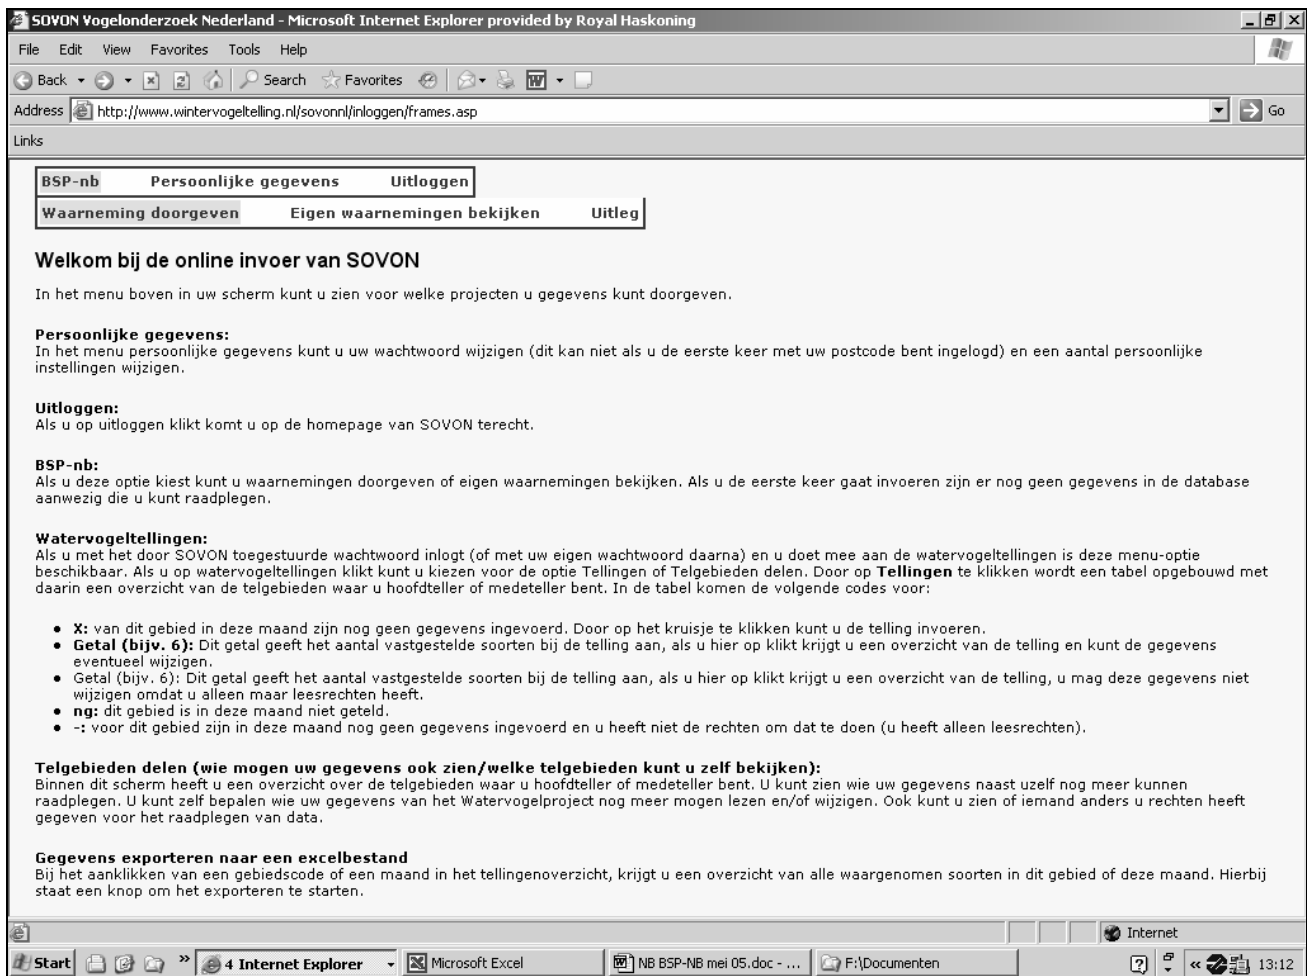 SOVON Vogelonderzoek Nederland - Microsoft Internet Explorer provided by Royal Haskoning
File Edit View Favorites Tools Help
Back Search Favorites
Address http://www.wintervogeltelling.nl/sovonnl/inloggen/frames.asp Go
Links
BSP-nb Persoonlijke gegevens Uitloggen
Waarneming doorgeven Eigen waarnemingen bekijken Uitleg
Welkom bij de online invoer van SOVON
In het menu boven in uw scherm kunt u zien voor welke projecten u gegevens kunt doorgeven.
Persoonlijke gegevens:
In het menu persoonlijke gegevens kunt u uw wachtwoord wijzigen (dit kan niet als u de eerste keer met uw postcode bent ingelogd) en een aantal persoonlijke
instellingen wijzigen.
Uitloggen:
Als u op uitloggen klikt komt u op de homepage van SOVON terecht.
BSP-nb:
Als u deze optie kiest kunt u waarnemingen doorgeven of eigen waarnemingen bekijken. Als u de eerste keer gaat invoeren zijn er nog geen gegevens in de database
aanwezig die u kunt raadplegen.
Watervogeltellingen:
Als u met het door SOVON toegestuurde wachtwoord inlogt (of met uw eigen wachtwoord daarna) en u doet mee aan de watervogeltellingen is deze menu-optie
beschikbaar. Als u op watervogeltellingen klikt kunt u kiezen voor de optie Tellingen of Telgebieden delen. Door op Tellingen te klikken wordt een tabel opgebouwd met
daarin een overzicht van de telgebieden waar u hoofdteller of medeteller bent. In de tabel komen de volgende codes voor:
• X: van dit gebied in deze maand zijn nog geen gegevens ingevoerd. Door op het kruisje te klikken kunt u de telling invoeren.
• Getal (bijv. 6): Dit getal geeft het aantal vastgestelde soorten bij de telling aan, als u hier op klikt krijgt u een overzicht van de telling en kunt de gegevens
eventueel wijzigen.
• Getal (bijv. 6): Dit getal geeft het aantal vastgestelde soorten bij de telling aan, als u hier op klikt krijgt u een overzicht van de telling, u mag deze gegevens niet
wijzigen omdat u alleen maar leesrechten heeft.
• ng: dit gebied is in deze maand niet geteld.
• -: voor dit gebied zijn in deze maand nog geen gegevens ingevoerd en u heeft niet de rechten om dat te doen (u heeft alleen leesrechten).
Telgebieden delen (wie mogen uw gegevens ook zien/welke telgebieden kunt u zelf bekijken):
Binnen dit scherm heeft u een overzicht over de telgebieden waar u hoofdteller of medeteller bent. U kunt zien wie uw gegevens naast uzelf nog meer kunnen
raadplegen. U kunt zelf bepalen wie uw gegevens van het Watervogelproject nog meer mogen lezen en/of wijzigen. Ook kunt u zien of iemand anders u rechten heeft
gegeven voor het raadplegen van data.
Gegevens exporteren naar een excelbestand
Bij het aanklikken van een gebiedscode of een maand in het tellingenoverzicht, krijgt u een overzicht van alle waargenomen soorten in dit gebied of deze maand. Hierbij
staat een knop om het exporteren te starten.
Internet
Start » 4 Internet Explorer Microsoft Excel NB BSP-NB mei 05.doc - ... F:\Documenten « 13:12